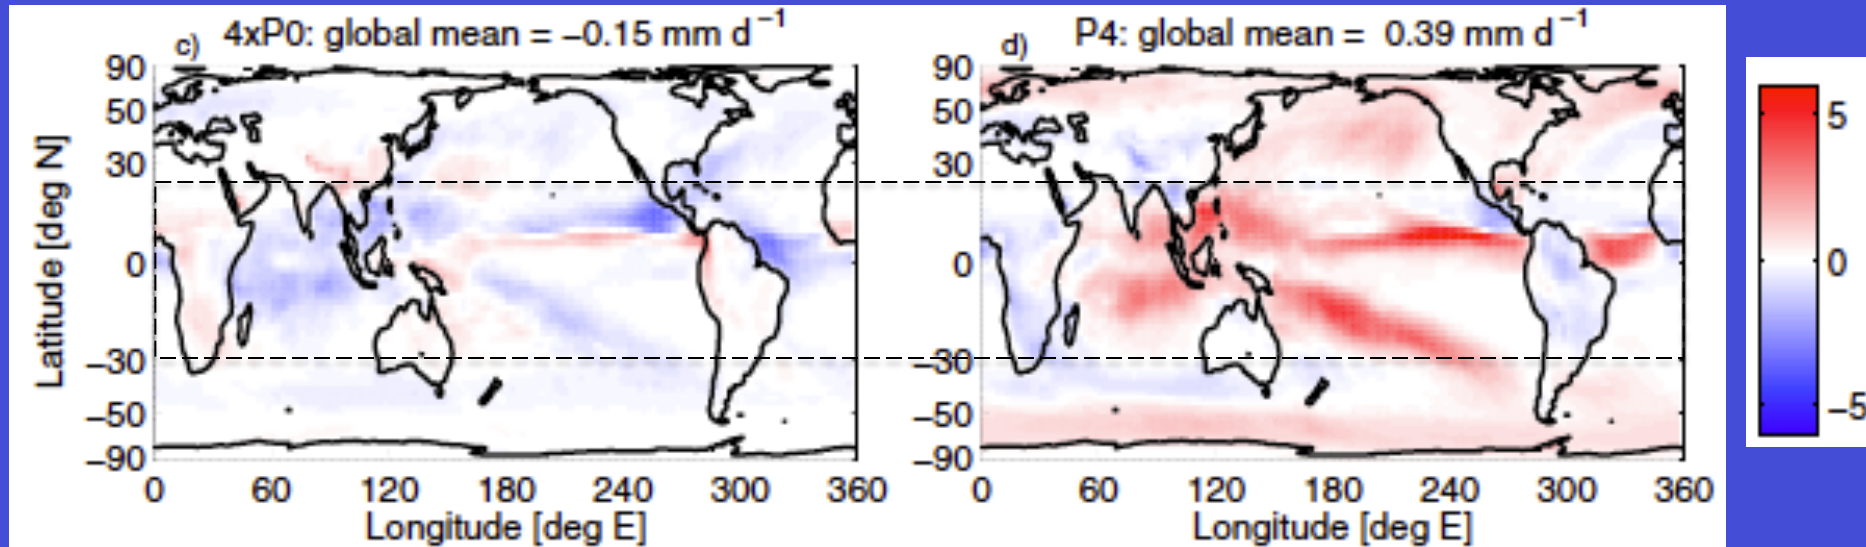 c) 4xP0: global mean = −0.15 mm d −1
d) P4: global mean = 0.39 mm d −1
Latitude [deg N]
90
50
30
0
−30
−50
−90
0 60 120 180 240 300 360
Longitude [deg E]
90
50
30
0
−30
−50
−90
0 60 120 180 240 300 360
Longitude [deg E]
5
0
−5